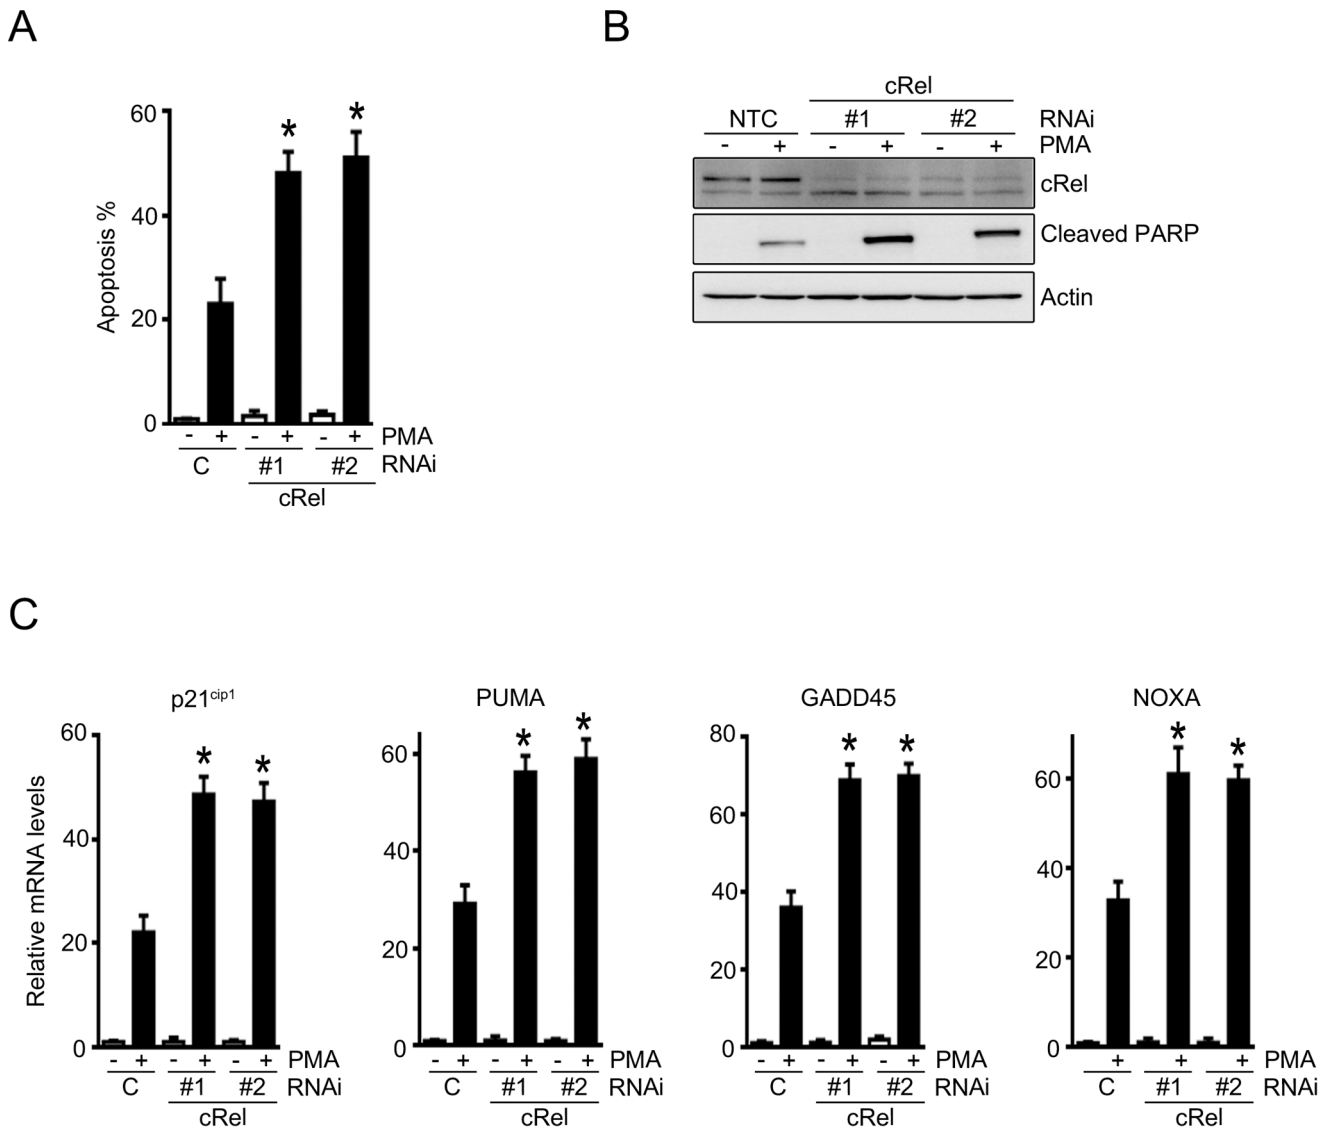 A
60
40
20
0
Apoptosis %
* *
- + - + - + PMA
C #1 #2 RNAi
cRel
B
cRel
NTC #1 #2 RNAi
- + - + - + PMA
cRel
Cleaved PARP
Actin
C
Relative mRNA levels
p21cip1
60
40
20
0
* *
- + - + - + PMA
C #1 #2 RNAi
cRel
PUMA
60
40
20
0
* *
- + - + - + PMA
C #1 #2 RNAi
cRel
GADD45
80
60
40
20
0
* *
- + - + - + PMA
C #1 #2 RNAi
cRel
NOXA
60
40
20
0
* *
+ - + - + PMA
C #1 #2 RNAi
cRel